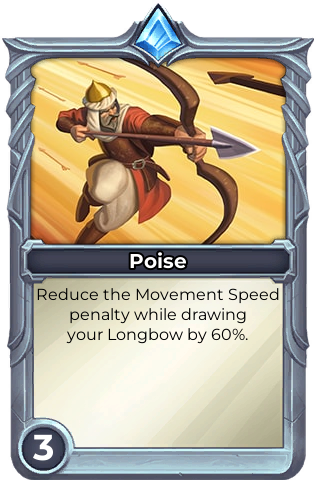 Poise
Reduce the Movement Speed
penalty while drawing
your Longbow by 60%.
3